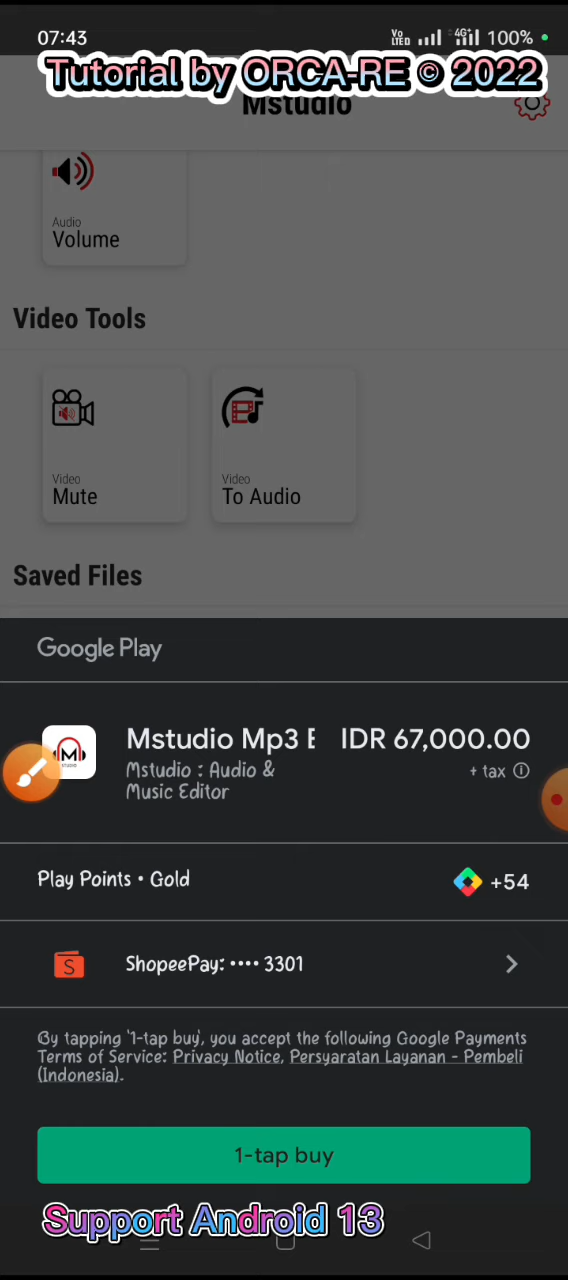 07:43
Vo LTED 4G+ 100%
Tutorial by ORCA-RE © 2022
Mstudio
Audio
Volume
Video Tools
Video
Mute
Video
To Audio
Saved Files
Google Play
Mstudio Mp3 E IDR 67,000.00
Mstudio : Audio & + tax
Music Editor
Play Points • Gold +54
ShopeePay: •••• 3301
By tapping '1-tap buy', you accept the following Google Payments
Terms of Service: Privacy Notice, Persyaratan Layanan - Pembeli
(Indonesia).
1-tap buy
Support Android 13